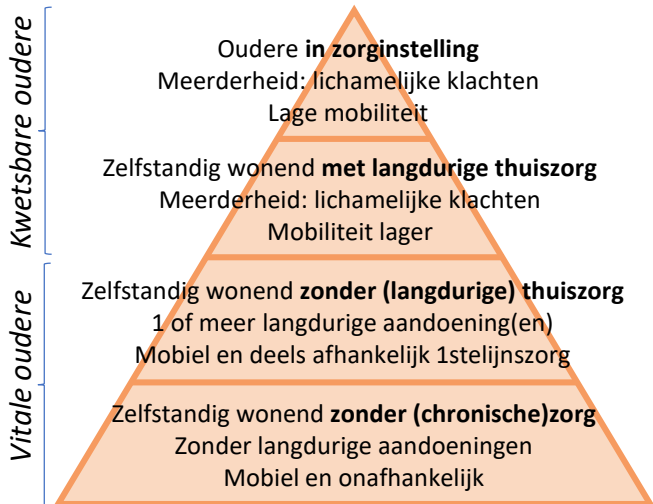 Kwetsbare oudere
Oudere in zorginstelling
Meerderheid: lichamelijke klachten
Lage mobiliteit
Zelfstandig wonend met langdurige thuiszorg
Meerderheid: lichamelijke klachten
Mobiliteit lager
Vitale oudere
Zelfstandig wonend zonder (langdurige) thuiszorg
1 of meer langdurige aandoening(en)
Mobiel en deels afhankelijk 1stelijnszorg
Zelfstandig wonend zonder (chronische)zorg
Zonder langdurige aandoeningen
Mobiel en onafhankelijk